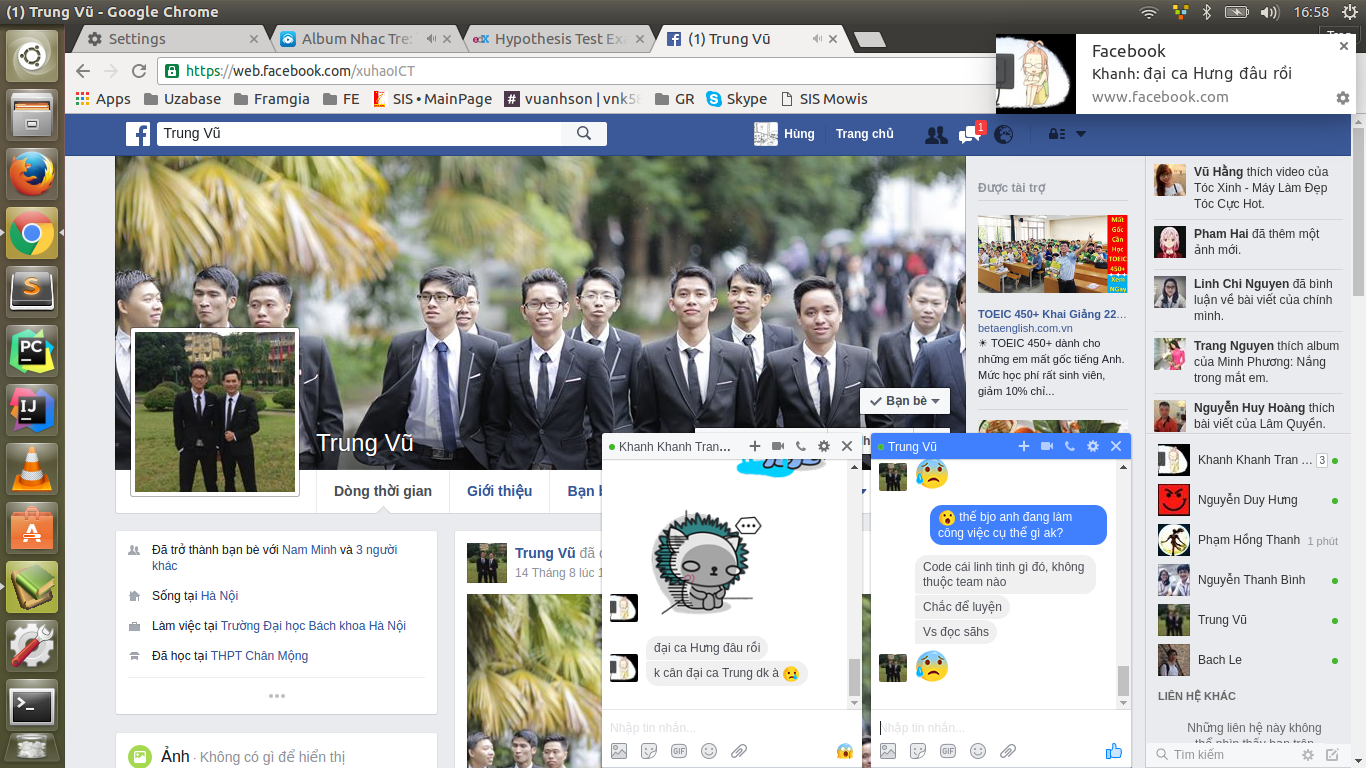 (1) Trung Vũ - Google Chrome
16:58
Settings
Album Nhac Tre:
Hypothesis Test Exa
(1) Trung Vũ
https://web.facebook.com/xuhaoICT
Facebook
Khanh: đại ca Hưng đâu rồi
www.facebook.com
Apps
Uzabase
Framgia
FE
SIS • MainPage
vuanhson | vnk58
GR
Skype
SIS Mowis
Trung Vũ
Hùng
Trang chủ
1
Bạn bè
Trung Vũ
Dòng thời gian
Giới thiệu
Bạn b
Đã trở thành bạn bè với Nam Minh và 3 người
khác
Sống tại Hà Nội
Làm việc tại Trường Đại học Bách khoa Hà Nội
Đã học tại THPT Chân Mộng
Ảnh · Không có gì để hiển thị
Trung Vũ đã c
14 Tháng 8 lúc 1
Khanh Khanh Tran...
đại ca Hưng đâu rồi
k cân đại ca Trung dk à
Nhập tin nhắn...
GIF
Trung Vũ
thế bjo anh đang làm
công việc cụ thể gì ak?
Code cái linh tinh gì đó, không
thuộc team nào
Chắc để luyện
Vs đọc sãhs
Nhập tin nhắn...
GIF
Được tài trợ
Mất
Gốc
Cần
Học
TOEIC
450+
Xem
NGay
TOEIC 450+ Khai Giảng 22...
betaenglish.com.vn
☀ TOEIC 450+ dành cho
những em mất gốc tiếng Anh.
Mức học phí rất sinh viên,
giảm 10% chỉ...
Vũ Hằng thích video của
Tóc Xinh - Máy Làm Đẹp
Tóc Cực Hot.
Pham Hai đã thêm một
ảnh mới.
Linh Chi Nguyen đã bình
luận về bài viết của chính
mình.
Trang Nguyen thích album
của Minh Phương: Nắng
trong mắt em.
Nguyễn Huy Hoàng thích
bài viết của Lâm Quyền.
Khanh Khanh Tran ... 3
Nguyễn Duy Hưng
Phạm Hồng Thanh 1 phút
Nguyễn Thanh Bình
Trung Vũ
Bach Le
LIÊN HỆ KHÁC
Những liên hệ này không
Tìm kiếm